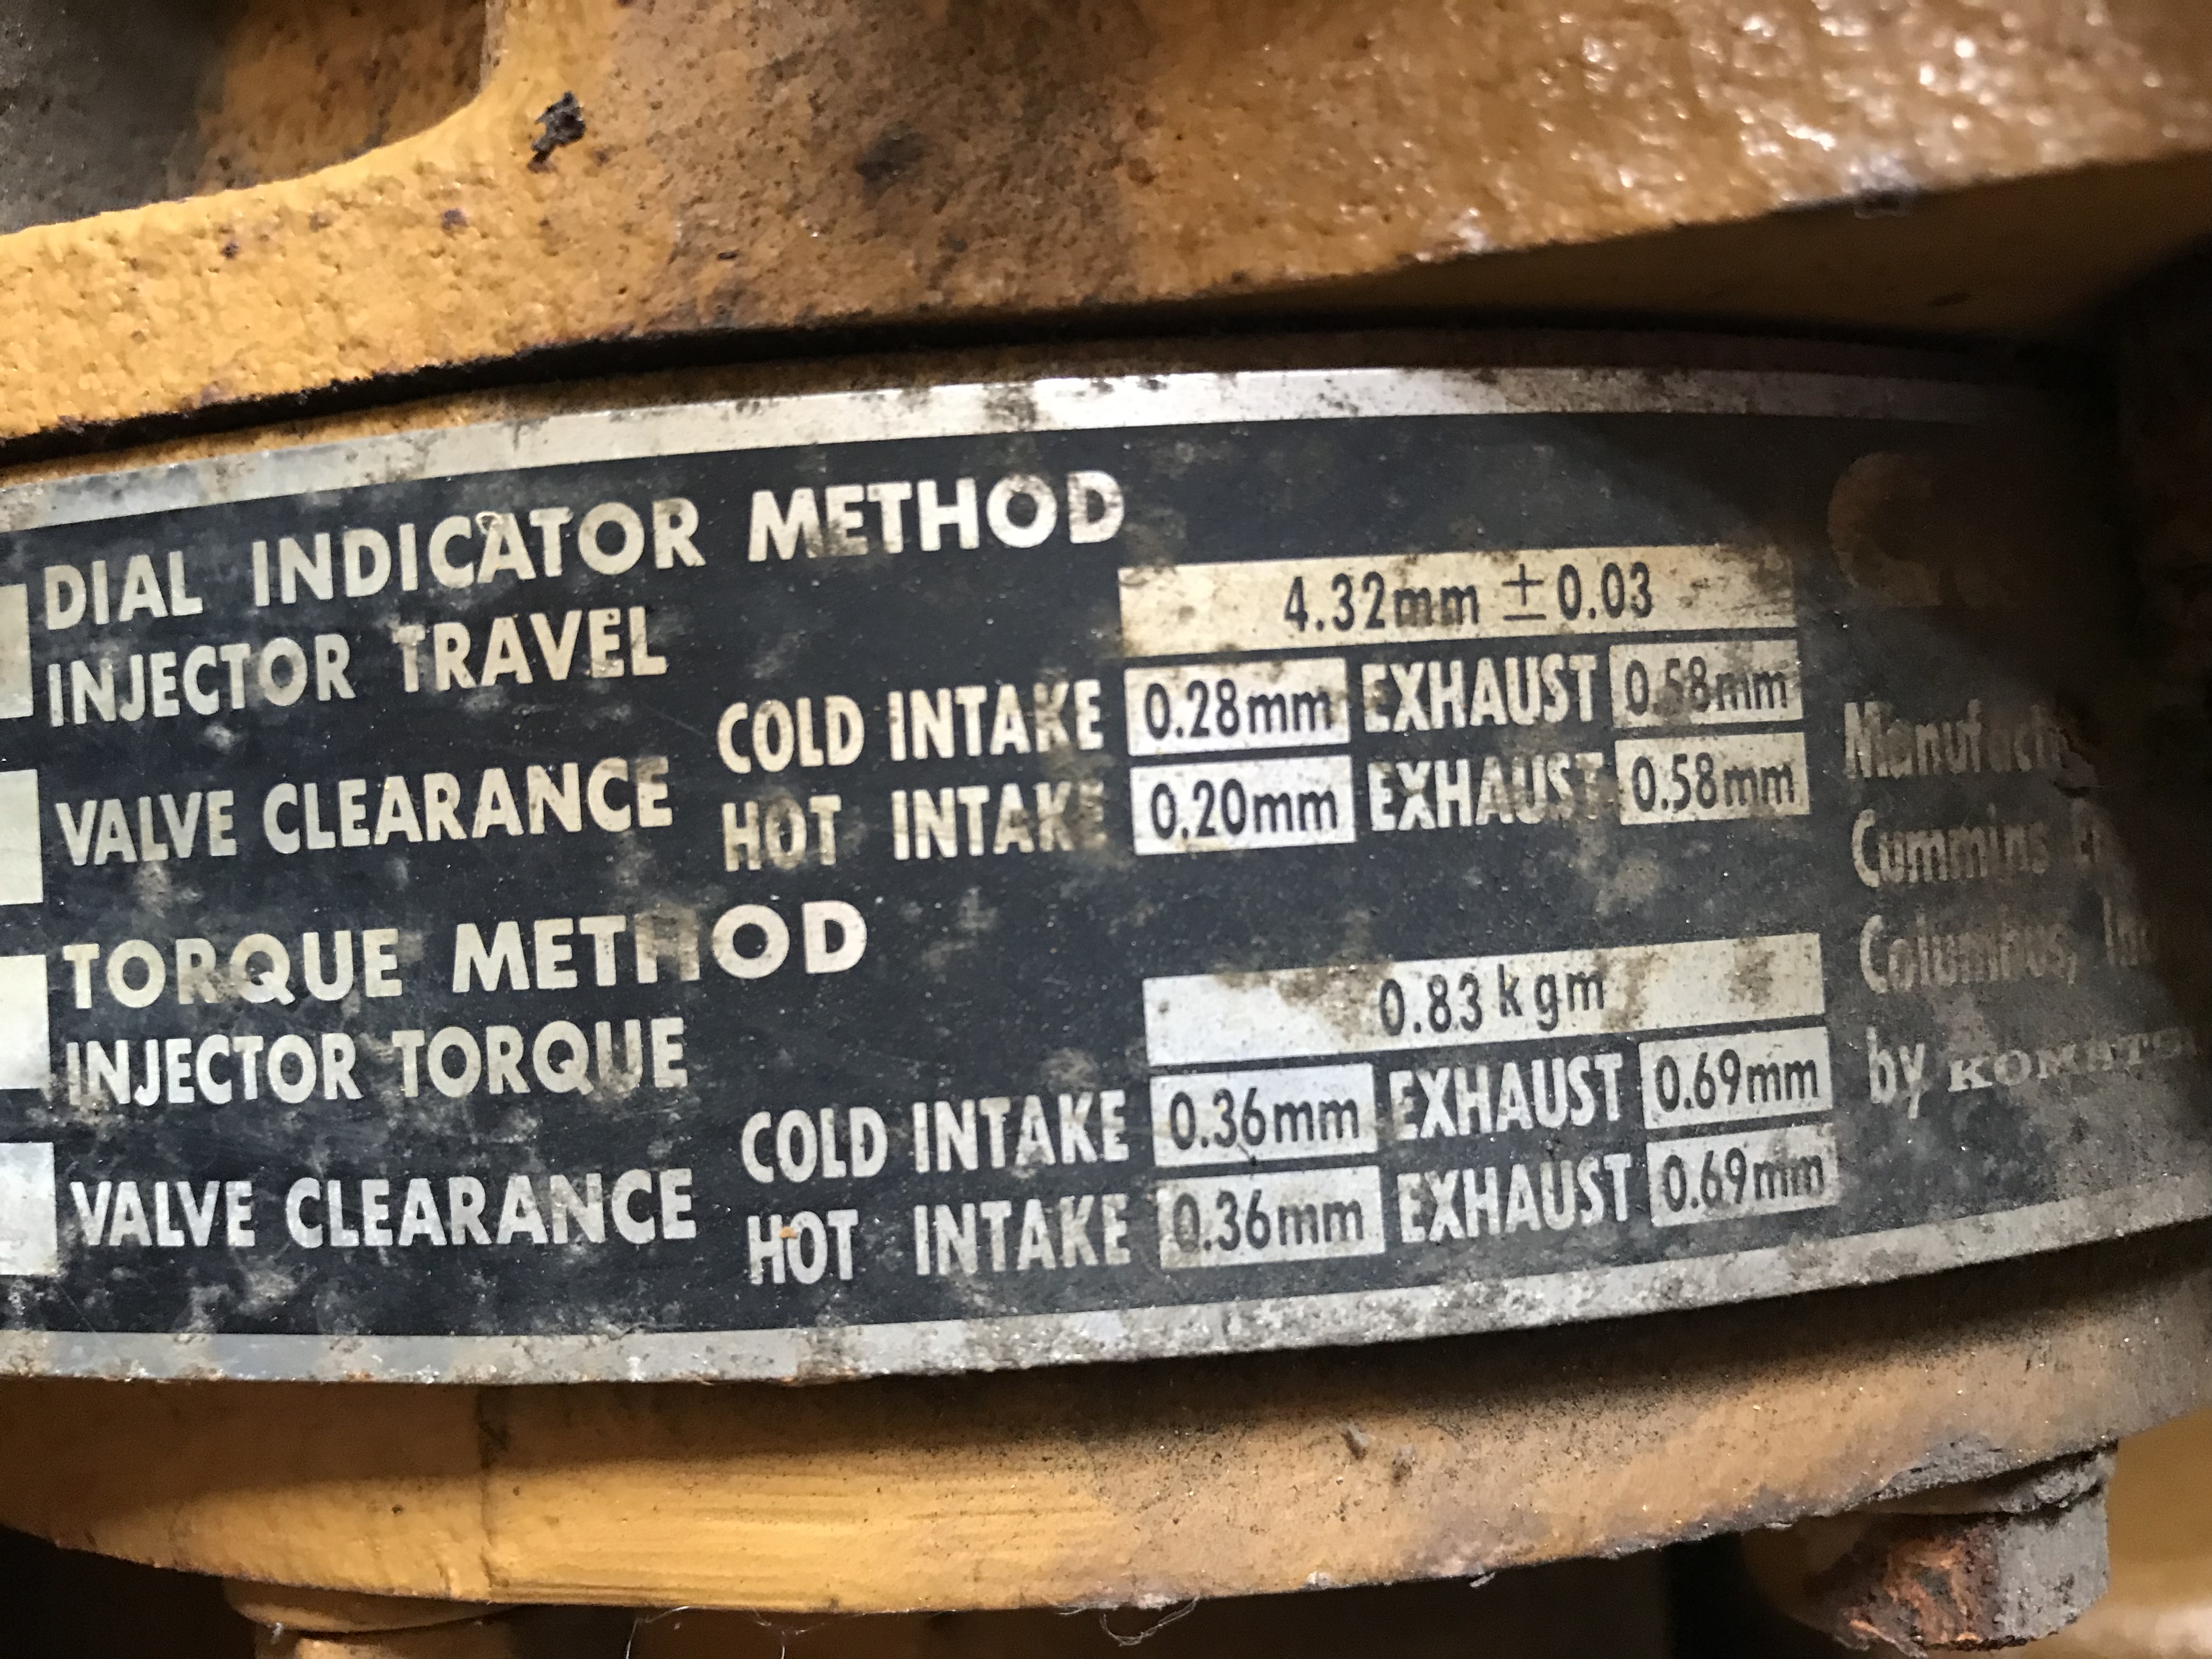 DIAL INDICATOR METHOD
INJECTOR TRAVEL 4.32mm ±0.03
VALVE CLEARANCE
COLD INTAKE 0.28mm EXHAUST 0.58mm
HOT INTAKE 0.20mm EXHAUST 0.58mm
TORQUE METHOD
INJECTOR TORQUE 0.83 kgm
VALVE CLEARANCE
COLD INTAKE 0.36mm EXHAUST 0.69mm
HOT INTAKE 0.36mm EXHAUST 0.69mm
Cummins
Columbus,
by KOMATSU